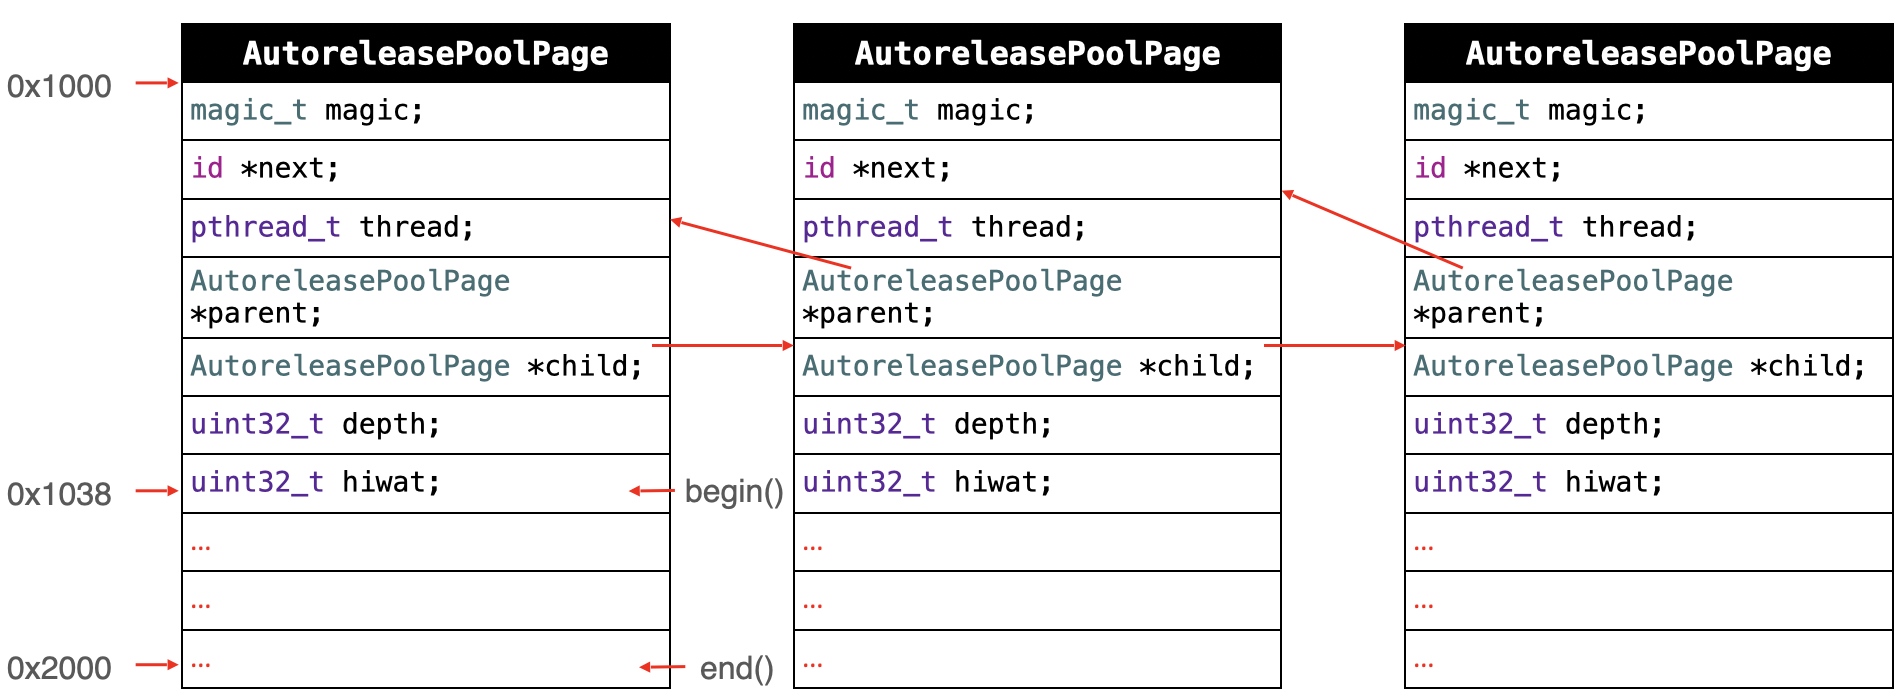 AutoreleasePoolPage
0x1000
magic_t magic;
id *next;
pthread_t thread;
AutoreleasePoolPage
*parent;
AutoreleasePoolPage *child;
uint32_t depth;
0x1038
uint32_t hiwat;
begin()
...
...
0x2000
...
end()
AutoreleasePoolPage
magic_t magic;
id *next;
pthread_t thread;
AutoreleasePoolPage
*parent;
AutoreleasePoolPage *child;
uint32_t depth;
uint32_t hiwat;
...
...
...
AutoreleasePoolPage
magic_t magic;
id *next;
pthread_t thread;
AutoreleasePoolPage
*parent;
AutoreleasePoolPage *child;
uint32_t depth;
uint32_t hiwat;
...
...
...